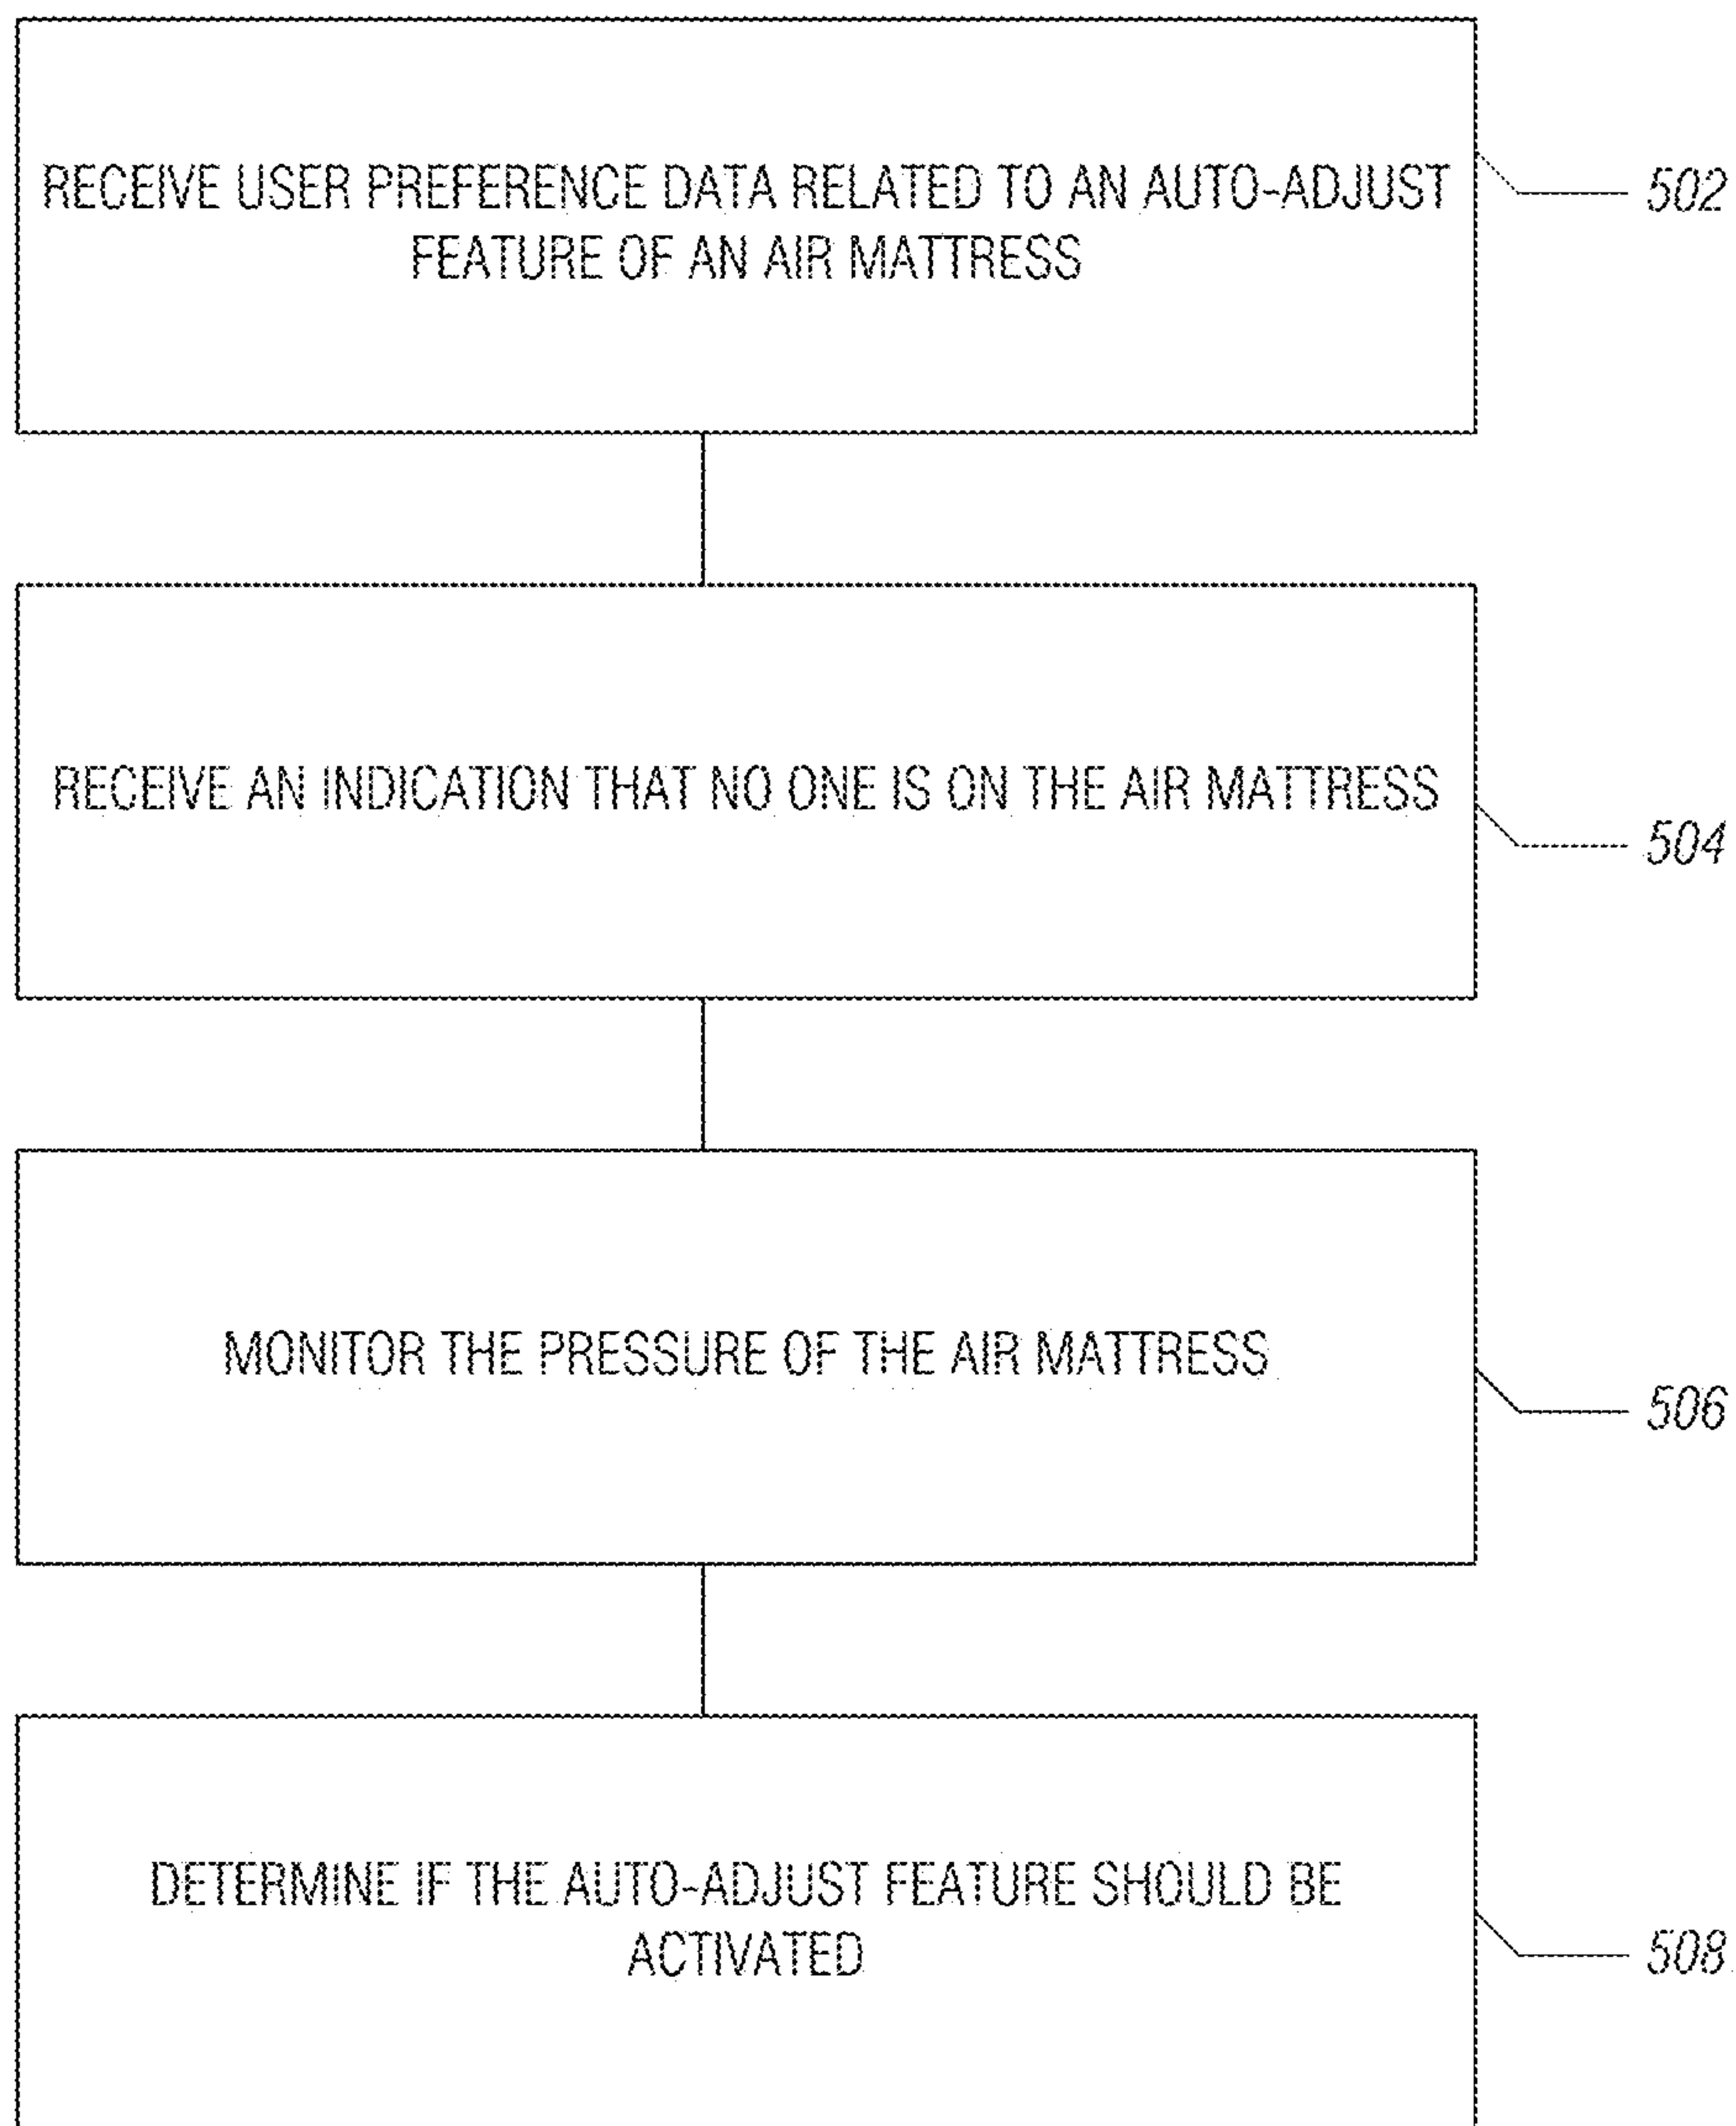 RECEIVE USER PREFERENCE DATA RELATED TO AN AUTO-ADJUST
FEATURE OF AN AIR MATTRESS
502
RECEIVE AN INDICATION THAT NO ONE IS ON THE AIR MATTRESS
504
MONITOR THE PRESSURE OF THE AIR MATTRESS
506
DETERMINE IF THE AUTO-ADJUST FEATURE SHOULD BE
ACTIVATED
508